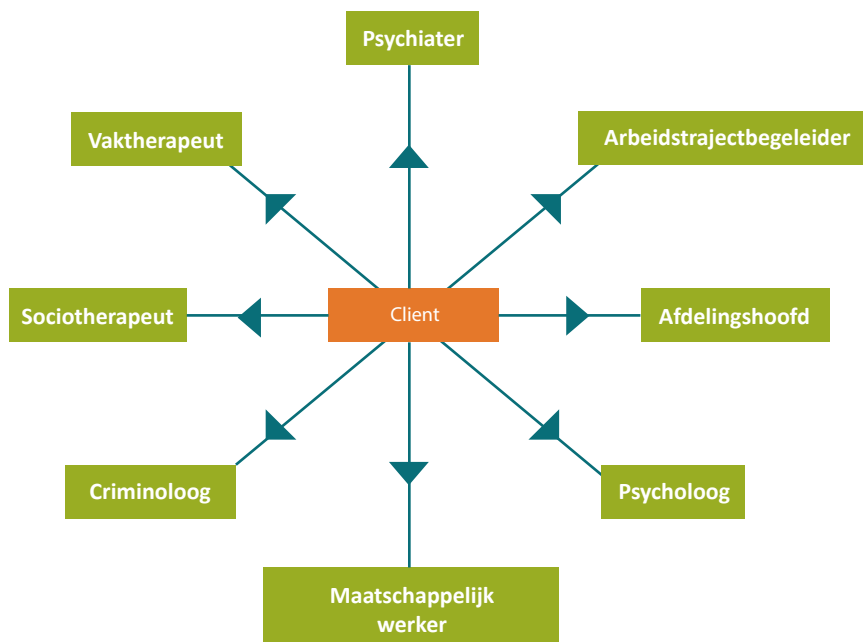 Psychiater
Vaktherapeut
Arbeidstrajectbegeleider
Sociotherapeut
Client
Afdelingshoofd
Criminoloog
Psycholoog
Maatschappelijk
werker